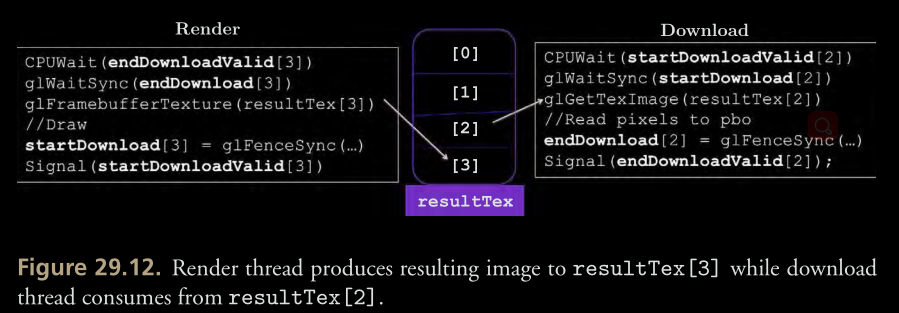 Render
CPUWait(endDownloadValid[3])
glWaitSync(endDownload[3])
glFramebufferTexture(resultTex[3])
//Draw
startDownload[3] = glFenceSync(…)
Signal(startDownloadValid[3])
[0]
[1]
[2]
[3]
resultTex
Download
CPUWait(startDownloadValid[2])
glWaitSync(startDownload[2])
glGetTexImage(resultTex[2])
//Read pixels to pbo
endDownload[2] = glFenceSync(…)
Signal(endDownloadValid[2]);
Figure 29.12. Render thread produces resulting image to resultTex[3] while download
thread consumes from resultTex[2].